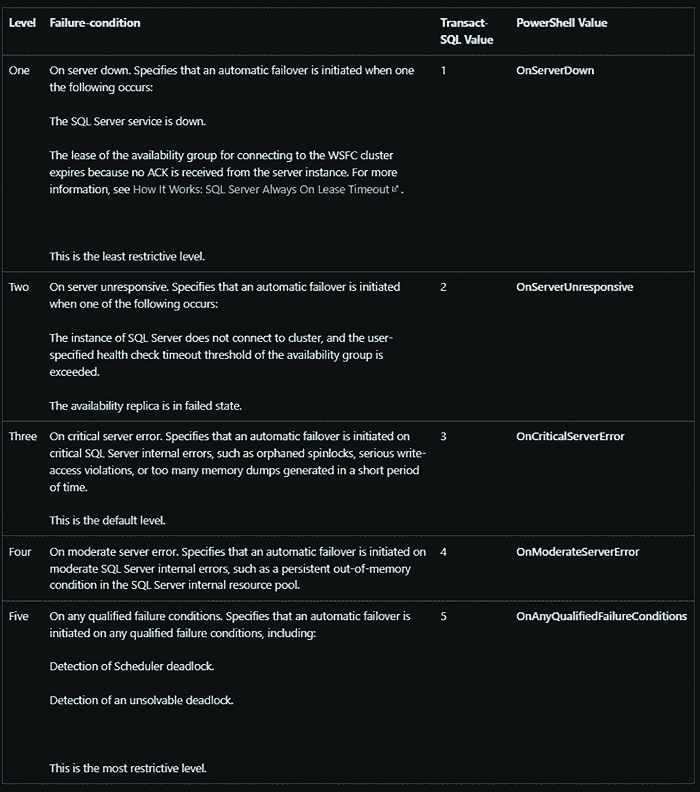 Level Failure-condition Transact-SQL Value PowerShell Value
One On server down. Specifies that an automatic failover is initiated when one 1 OnServerDown
the following occurs:
The SQL Server service is down.
The lease of the availability group for connecting to the WSFC cluster
expires because no ACK is received from the server instance. For more
information, see How It Works: SQL Server Always On Lease Timeout .
This is the least restrictive level.
Two On server unresponsive. Specifies that an automatic failover is initiated 2 OnServerUnresponsive
when one of the following occurs:
The instance of SQL Server does not connect to cluster, and the user-
specified health check timeout threshold of the availability group is
exceeded.
The availability replica is in failed state.
Three On critical server error. Specifies that an automatic failover is initiated on 3 OnCriticalServerError
critical SQL Server internal errors, such as orphaned spinlocks, serious write-
access violations, or too many memory dumps generated in a short period
of time.
This is the default level.
Four On moderate server error. Specifies that an automatic failover is initiated on 4 OnModerateServerError
moderate SQL Server internal errors, such as a persistent out-of-memory
condition in the SQL Server internal resource pool.
Five On any qualified failure conditions. Specifies that an automatic failover is 5 OnAnyQualifiedFailureConditions
initiated on any qualified failure conditions, including:
Detection of Scheduler deadlock.
Detection of an unsolvable deadlock.
This is the most restrictive level.